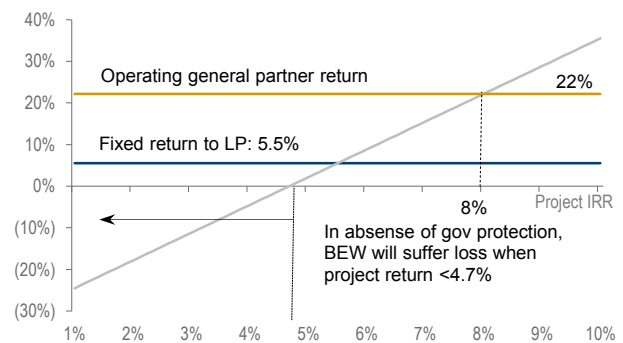 40%
30%
Operating general partner return
22%
20%
10%
Fixed return to LP: 5.5%
0%
8%
Project IRR
(10%)
In absense of gov protection,
BEW will suffer loss when
project return <4.7%
(20%)
(30%)
1% 2% 3% 4% 5% 6% 7% 8% 9% 10%